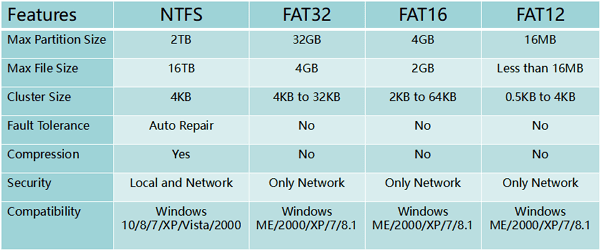 Features NTFS FAT32 FAT16 FAT12
Max Partition Size 2TB 32GB 4GB 16MB
Max File Size 16TB 4GB 2GB Less than 16MB
Cluster Size 4KB 4KB to 32KB 2KB to 64KB 0.5KB to 4KB
Fault Tolerance Auto Repair No No No
Compression Yes No No No
Security Local and Network Only Network Only Network Only Network
Compatibility Windows Windows Windows Windows
10/8/7/XP/Vista/2000 ME/2000/XP/7/8.1 ME/2000/XP/7/8.1 ME/2000/XP/7/8.1